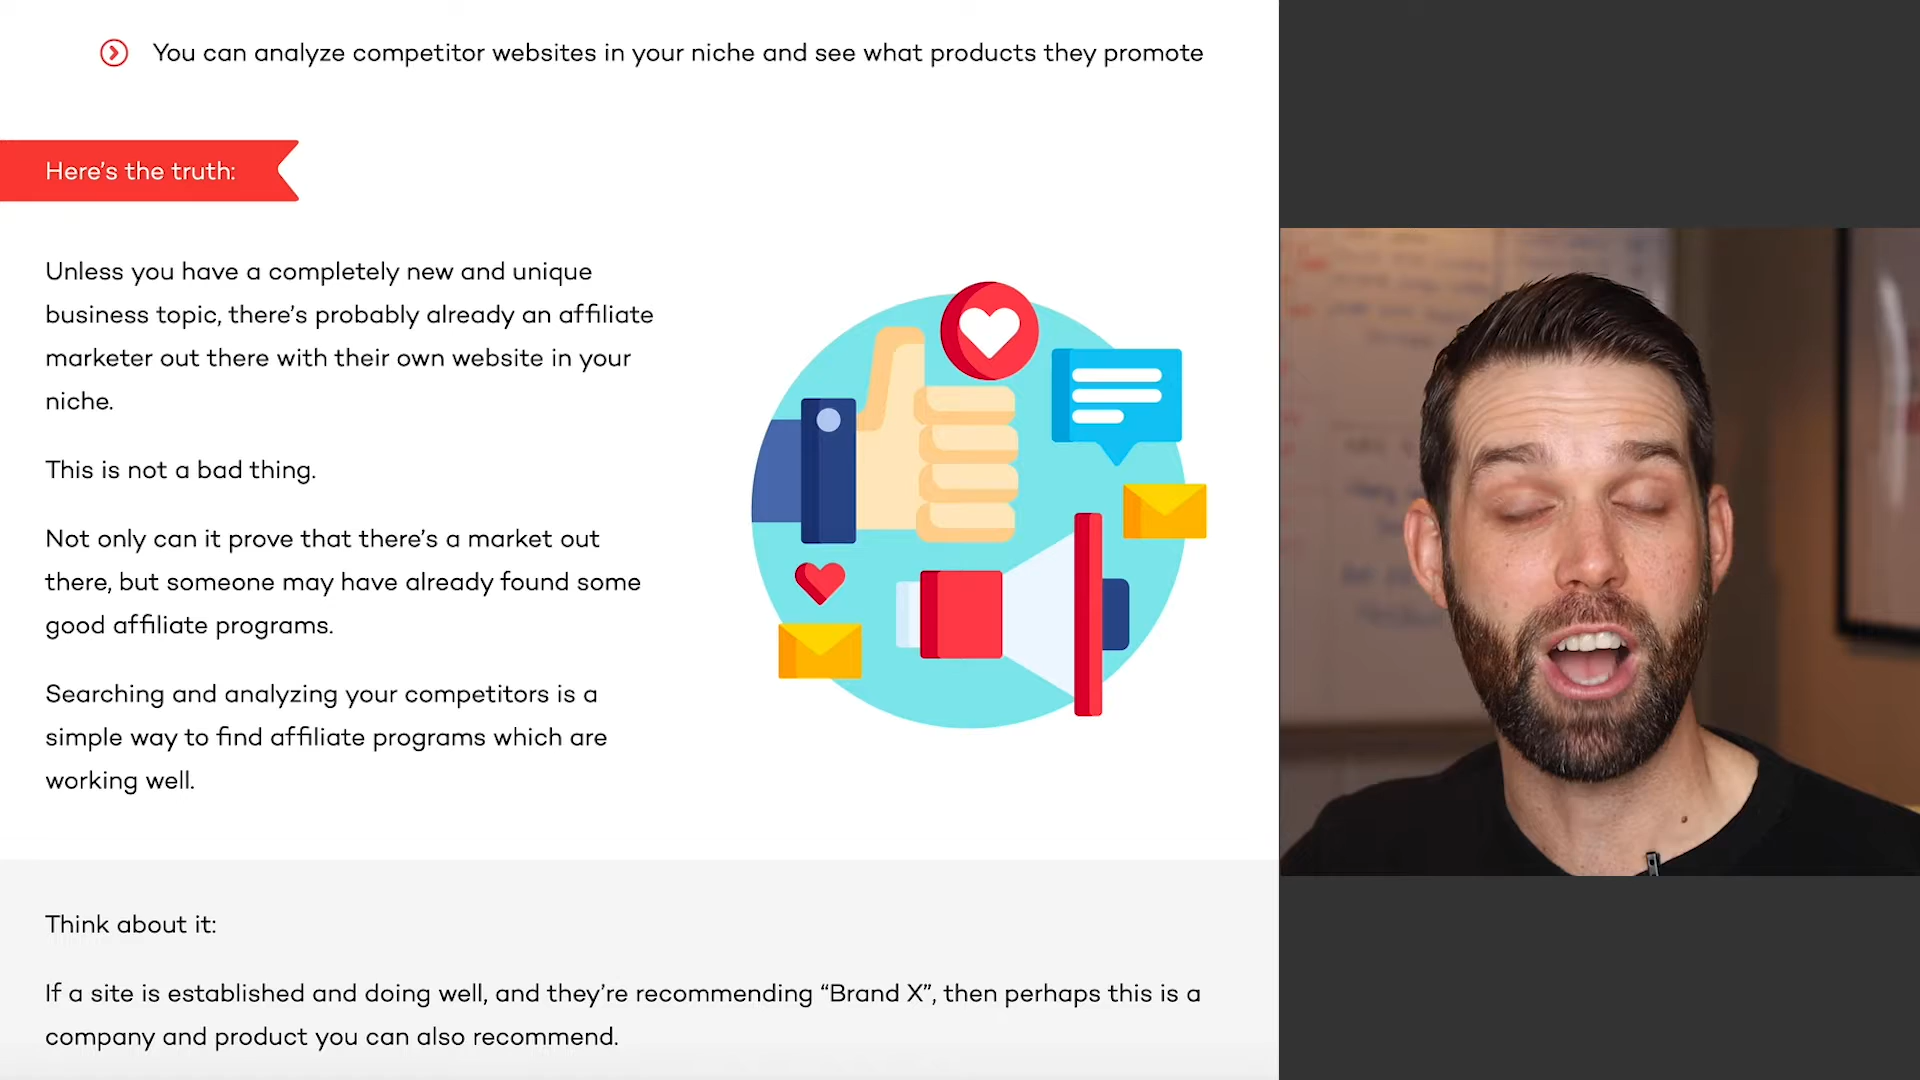 You can analyze competitor websites in your niche and see what products they promote
Here’s the truth:
Unless you have a completely new and unique
business topic, there’s probably already an affiliate
marketer out there with their own website in your
niche.
This is not a bad thing.
Not only can it prove that there’s a market out
there, but someone may have already found some
good affiliate programs.
Searching and analyzing your competitors is a
simple way to find affiliate programs which are
working well.
Think about it:
If a site is established and doing well, and they’re recommending “Brand X”, then perhaps this is a
company and product you can also recommend.